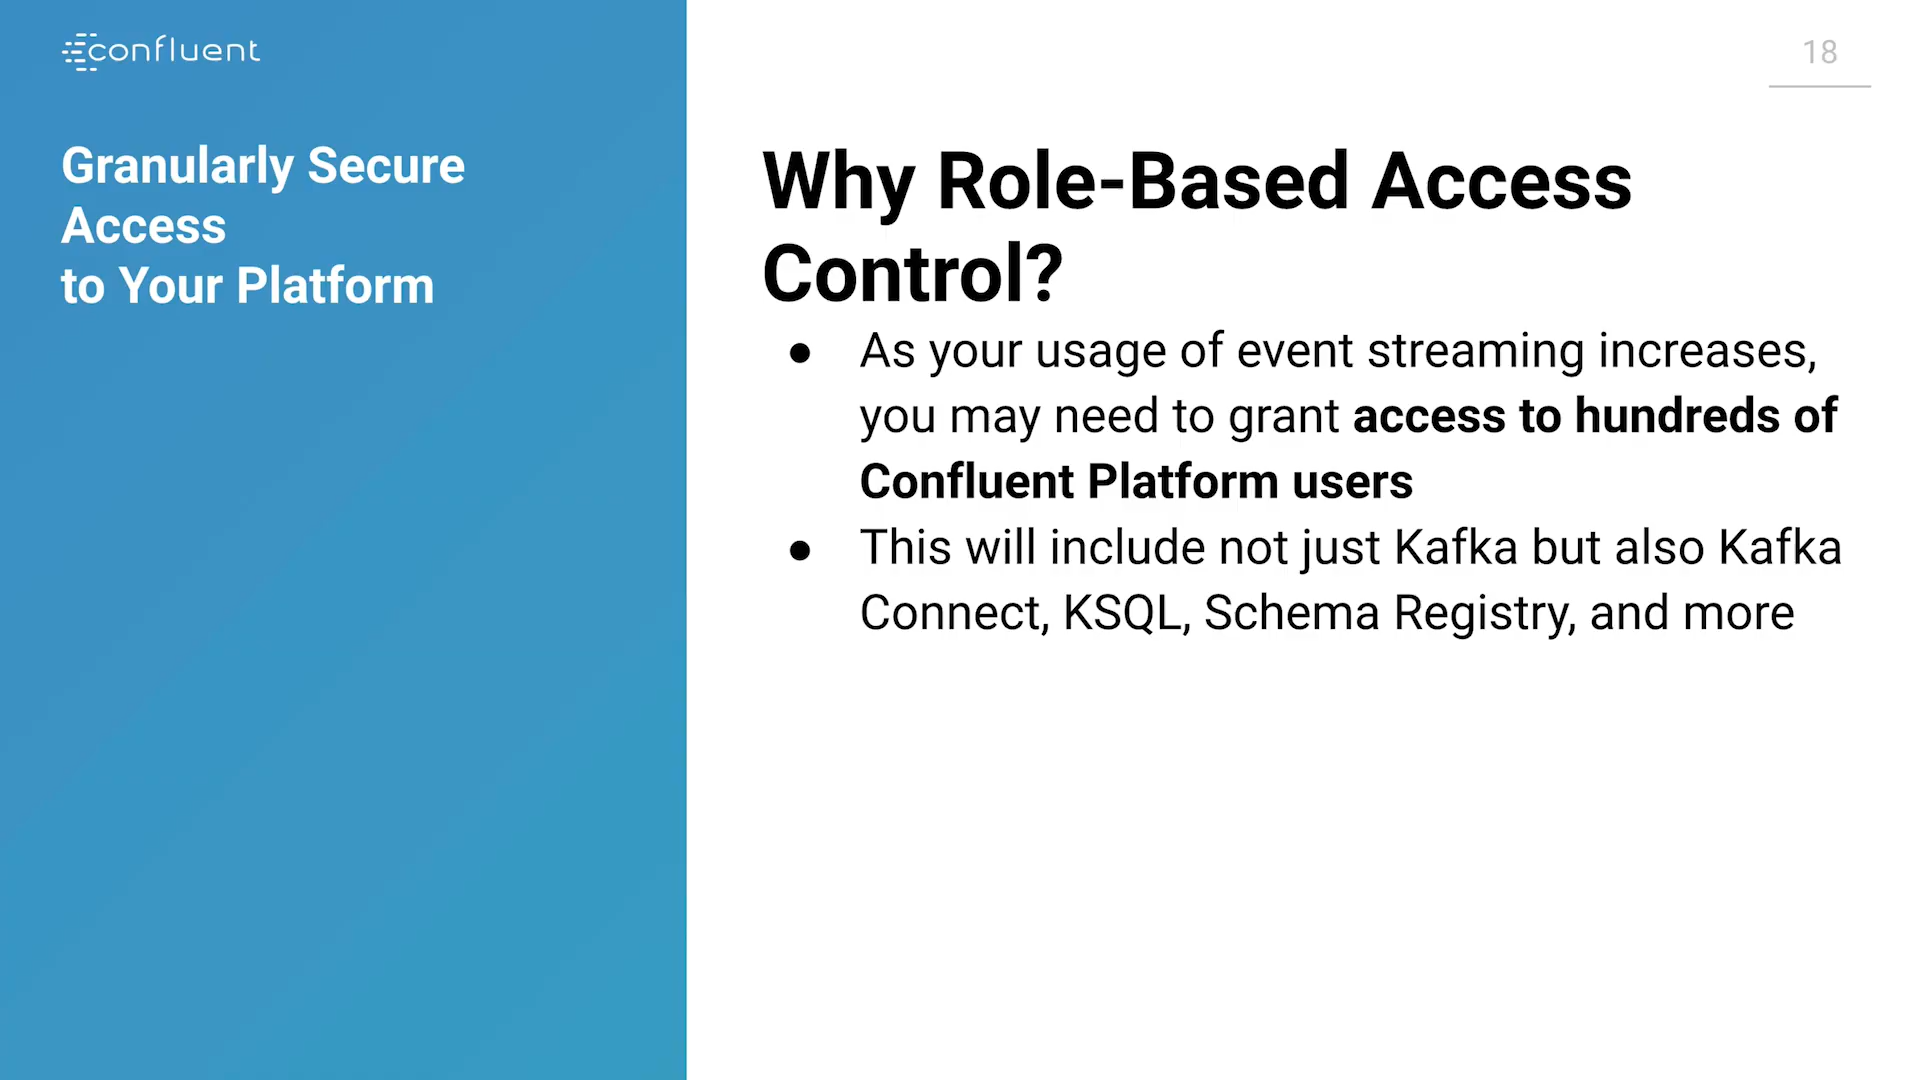 confluent
18
Granularly Secure
Access
to Your Platform
Why Role-Based Access
Control?
● As your usage of event streaming increases,
you may need to grant access to hundreds of
Confluent Platform users
● This will include not just Kafka but also Kafka
Connect, KSQL, Schema Registry, and more